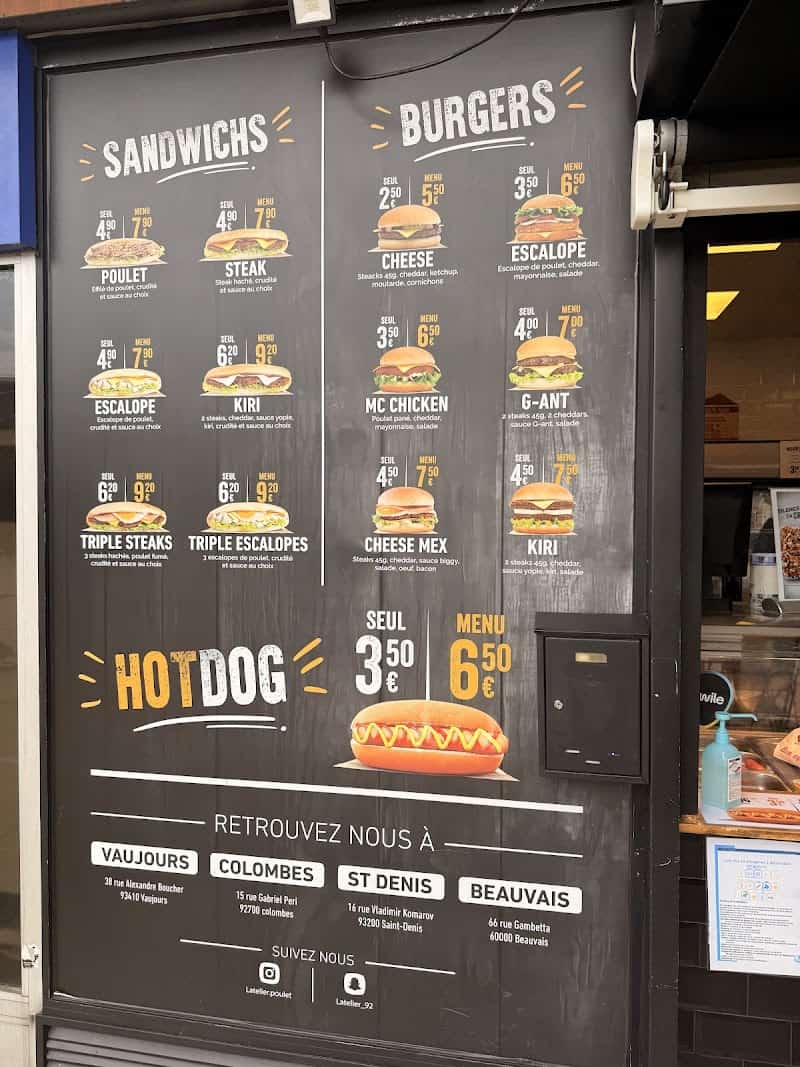 SANDWICHS
SEUL MENU
4€90 7€90
POULET
Effilé de poulet, crudité
et sauce au choix
SEUL MENU
4€90 7€90
STEAK
Steak haché, crudité
et sauce au choix
SEUL MENU
4€90 7€90
ESCALOPE
Escalope de poulet,
crudité et sauce au choix
SEUL MENU
6€20 9€20
KIRI
2 steaks, cheddar, sauce yopie,
kiri, crudité et sauce au choix
SEUL MENU
6€20 9€20
TRIPLE STEAKS
3 steaks hachés, poulet fumé,
crudité et sauce au choix
SEUL MENU
6€20 9€20
TRIPLE ESCALOPES
3 escalopes de poulet, crudité
et sauce au choix
BURGERS
SEUL MENU
2€50 5€50
CHEESE
Steaks 45g, cheddar, ketchup,
moutarde, cornichons
SEUL MENU
3€50 6€50
ESCALOPE
Escalope de poulet, cheddar,
mayonnaise, salade
SEUL MENU
3€50 6€50
MC CHICKEN
Poulet pané, cheddar,
mayonnaise, salade
SEUL MENU
4€00 7€00
G-ANT
2 steaks 45g, 2 cheddars,
sauce G-ant, salade
SEUL MENU
4€50 7€50
CHEESE MEX
Steaks 45g, cheddar, sauce biggy,
salade, oeuf, bacon
SEUL MENU
4€50 7€50
KIRI
2 steaks 45g, cheddar,
sauce yopie, kiri, salade
HOTDOG
SEUL MENU
3€50 6€50
RETROUVEZ NOUS À
VAUJOURS
38 rue Alexandre Boucher
93410 Vaujours
COLOMBES
15 rue Gabriel Peri
92700 colombes
ST DENIS
16 rue Vladimir Komarov
93200 Saint-Denis
BEAUVAIS
66 rue Gambetta
60000 Beauvais
SUIVEZ NOUS
Latelier.poulet
Latelier_92
wile